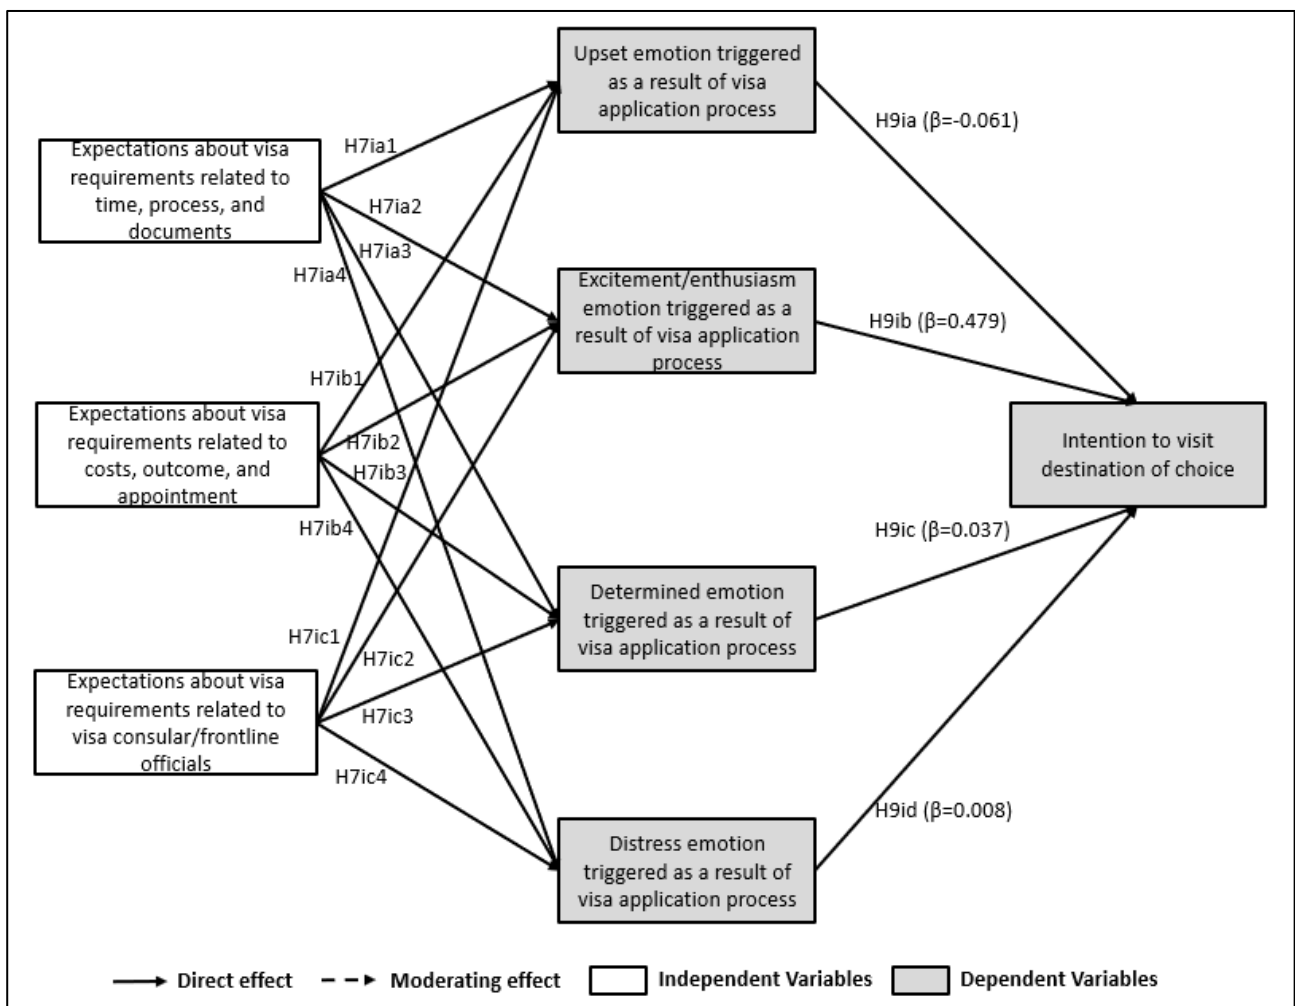 Upset emotion triggered
as a result of visa
application process
H9ia (β=-0.061)
Expectations about visa
requirements related to
time, process, and
documents
H7ia1
H7ia2
H7ia3
H7ia4
Excitement/enthusiasm
emotion triggered as a
result of visa application
process
H9ib (β=0.479)
Expectations about visa
requirements related to
costs, outcome, and
appointment
H7ib1
H7ib2
H7ib3
H7ib4
Intention to visit
destination of choice
Determined emotion
triggered as a result of
visa application process
H9ic (β=0.037)
Expectations about visa
requirements related to
visa consular/frontline
officials
H7ic1
H7ic2
H7ic3
H7ic4
Distress emotion
triggered as a result of
visa application process
H9id (β=0.008)
Direct effect
Moderating effect
Independent Variables
Dependent Variables